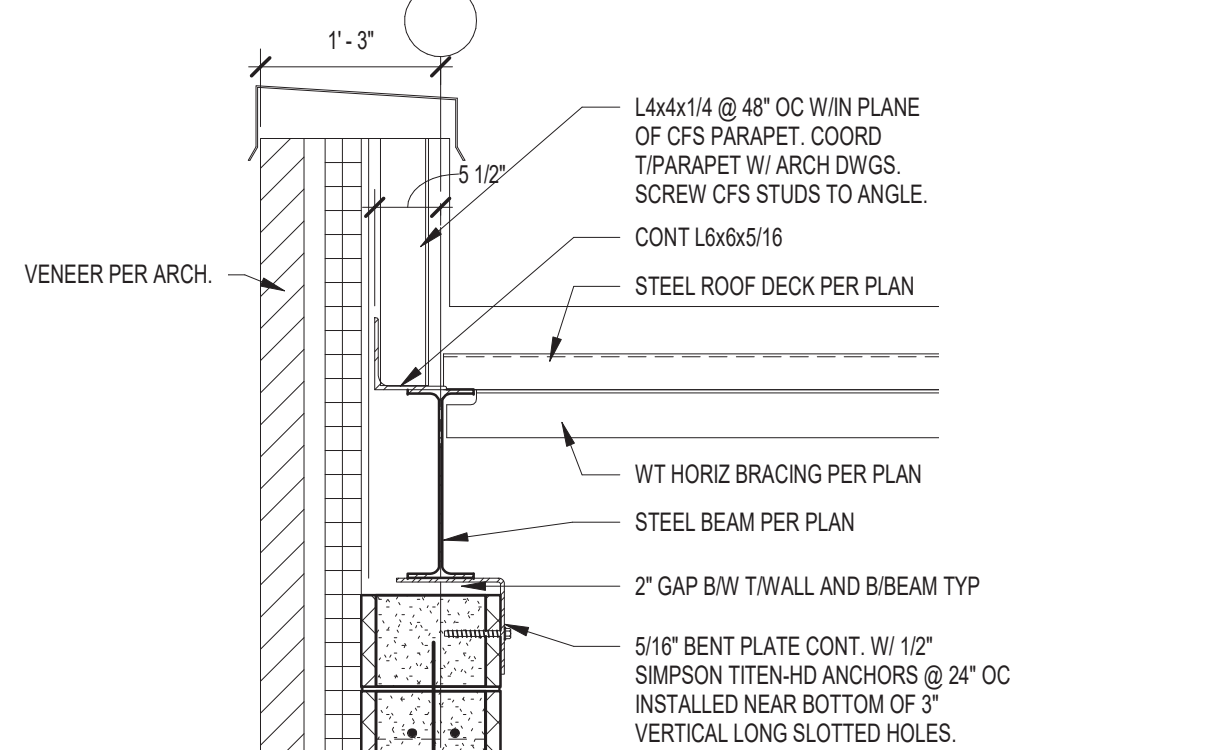 1' - 3"
L4x4x1/4 @ 48" OC W/IN PLANE
OF CFS PARAPET. COORD
T/PARAPET W/ ARCH DWGS.
SCREW CFS STUDS TO ANGLE.
5 1/2"
CONT L6x6x5/16
VENEER PER ARCH.
STEEL ROOF DECK PER PLAN
WT HORIZ BRACING PER PLAN
STEEL BEAM PER PLAN
2" GAP B/W T/WALL AND B/BEAM TYP
5/16" BENT PLATE CONT. W/ 1/2"
SIMPSON TITEN-HD ANCHORS @ 24" OC
INSTALLED NEAR BOTTOM OF 3"
VERTICAL LONG SLOTTED HOLES.